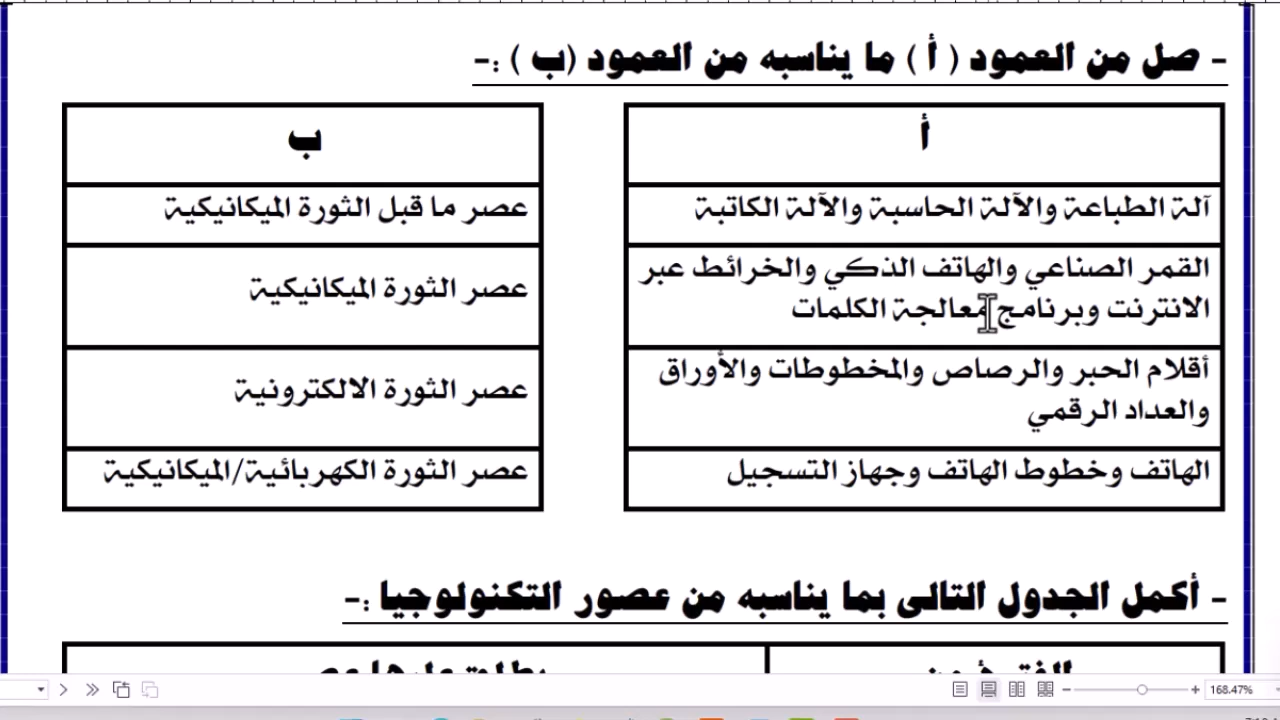 - صل من العمود ( أ ) ما يناسبه من العمود (ب ) :-
أ
ب
آلة الطباعة والآلة الحاسبة والآلة الكاتبة
عصر ما قبل الثورة الميكانيكية
القمر الصناعي والهاتف الذكي والخرائط عبر
الانترنت وبرنامج معالجة الكلمات
عصر الثورة الميكانيكية
أقلام الحبر والرصاص والمخطوطات والأوراق
والعداد الرقمي
عصر الثورة الالكترونية
الهاتف وخطوط الهاتف وجهاز التسجيل
عصر الثورة الكهربائية/الميكانيكية
- أكمل الجدول التالى بما يناسبه من عصور التكنولوجيا :-
168.47%